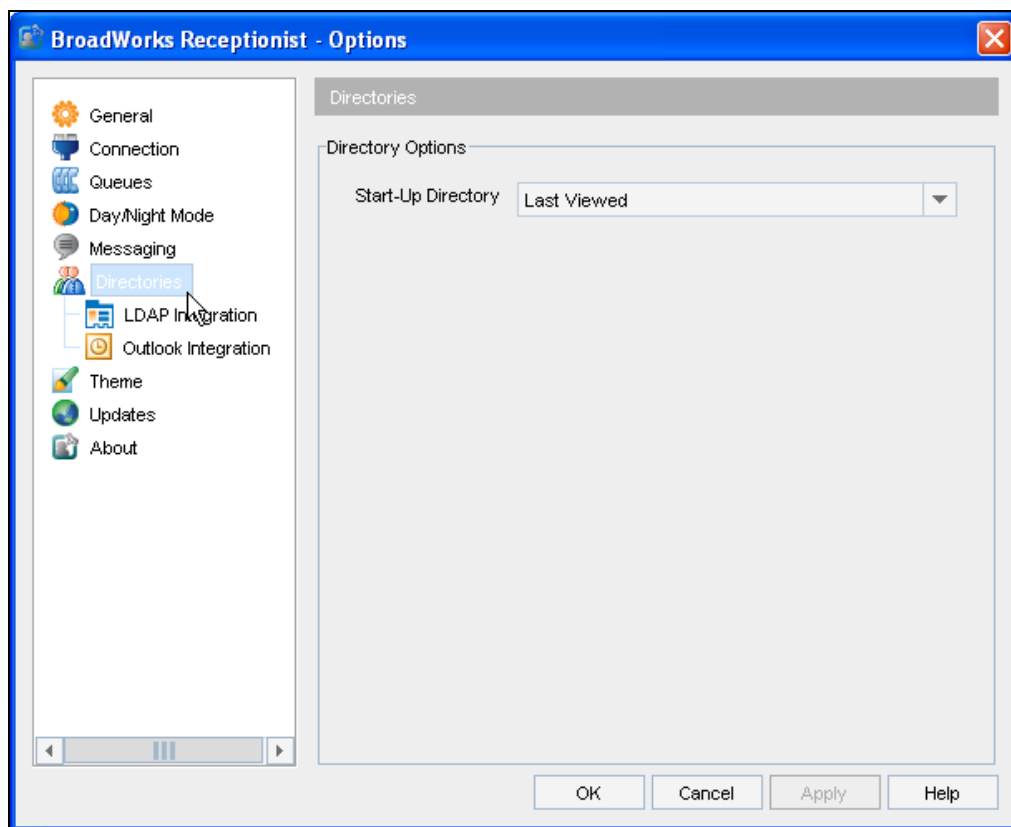 BroadWorks Receptionist - Options
General
Connection
Queues
Day/Night Mode
Messaging
Directories
LDAP Integration
Outlook Integration
Theme
Updates
About
Directories
Directory Options
Start-Up Directory Last Viewed
OK Cancel Apply Help